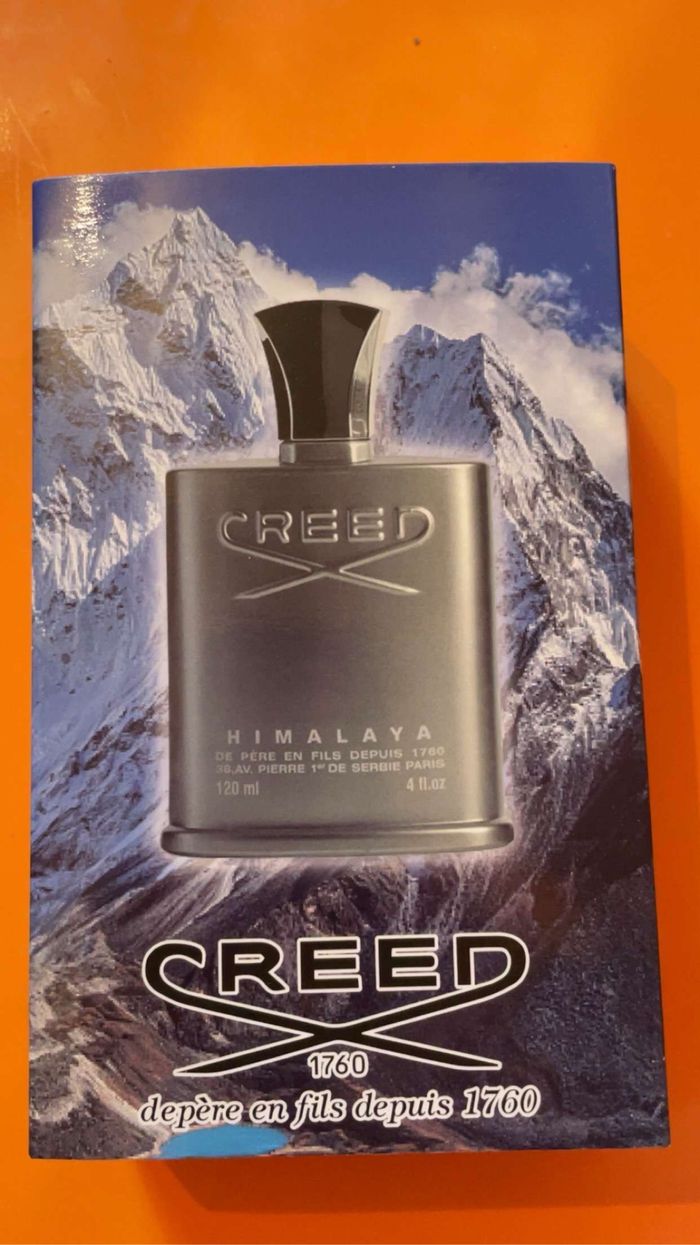 CREED
HIMALAYA
DE PÈRE EN FILS DEPUIS 1760
38,AV. PIERRE 1er DE SERBIE PARIS
120 ml 4 fl.oz
CREED
1760
depère en fils depuis 1760